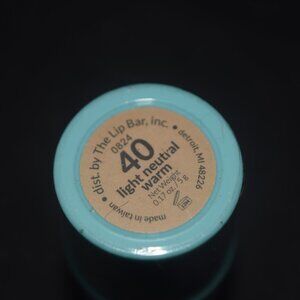 • dist. by The Lip Bar, Inc. • detroit, MI 48226
0824
40
light neutral
warm
Net Weight
0.17 oz / 5 g
made in taiwan